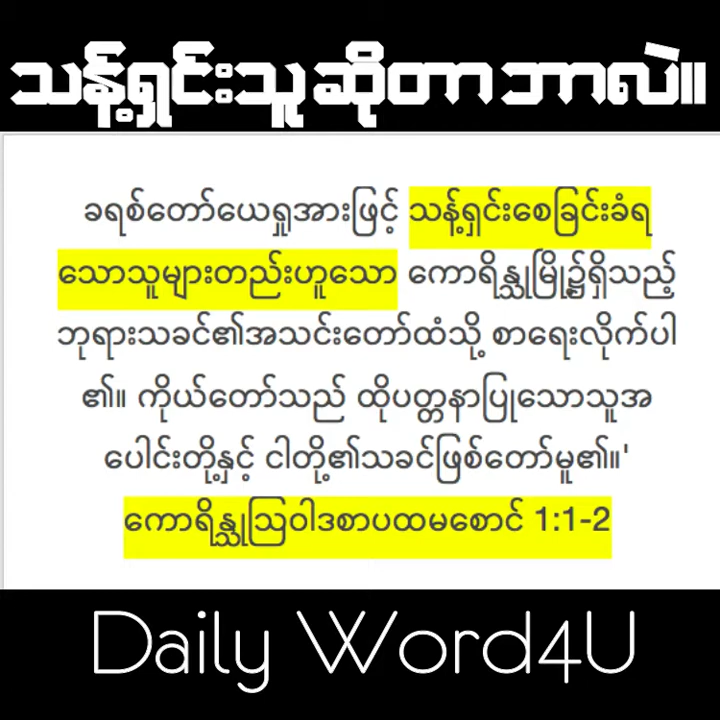 သန့်ရှင်းသူ ဆိုတာ ဘာလဲ။
ခရစ်တော်ယေရှုအားဖြင့် သန့်ရှင်းစေခြင်းခံရ
သောသူများတည်းဟူသော ကောရိန္သုမြို့၌ရှိသည့်
ဘုရားသခင်၏အသင်းတော်ထံသို့ စာရေးလိုက်ပါ
၏။ ကိုယ်တော်သည် ထိုပတ္တနာပြုသောသူအ
ပေါင်းတို့နှင့် ငါတို့၏သခင်ဖြစ်တော်မူ၏။'
ကောရိန္သုဩဝါဒစာပထမစောင် 1:1-2
Daily Word4U